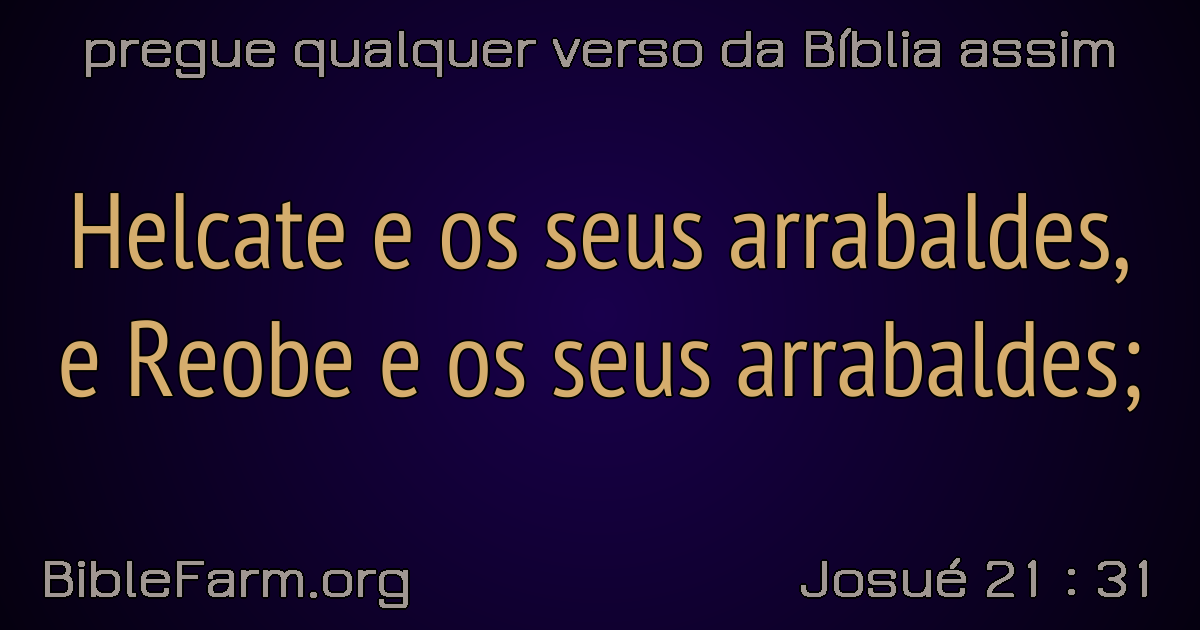 pregue qualquer verso da Bíblia assim
Helcate e os seus arrabaldes,
e Reobe e os seus arrabaldes;
BibleFarm.org
Josué 21 : 31